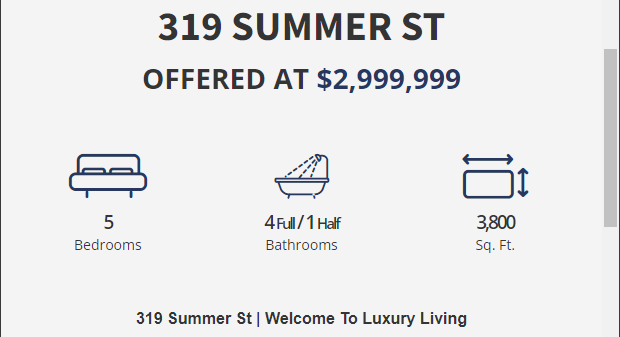 319 SUMMER ST
OFFERED AT $2,999,999
5
4 Full / 1 Half
3,800
Bedrooms
Bathrooms
Sq. Ft.
319 Summer St | Welcome To Luxury Living